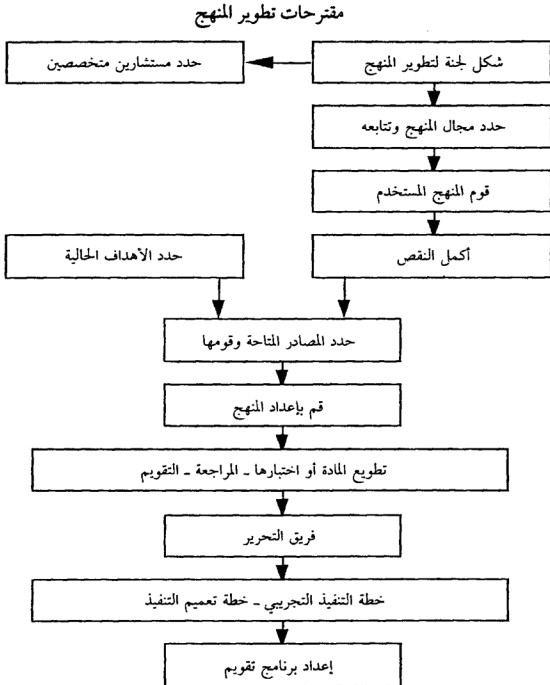 مقترحات تطوير المنهج
شكل لجنة لتطوير المنهج
حدد مستشارين متخصصين
حدد مجال المنهج وتتابعه
قوم المنهج المستخدم
أكمل النقص
حدد الأهداف الحالية
حدد المصادر المتاحة وقومها
قم بإعداد المنهج
تطويع المادة أو اختبارها ـ المراجعة ـ التقويم
فريق التحرير
خطة التنفيذ التجريبي ـ خطة تعميم التنفيذ
إعداد برنامج تقويم